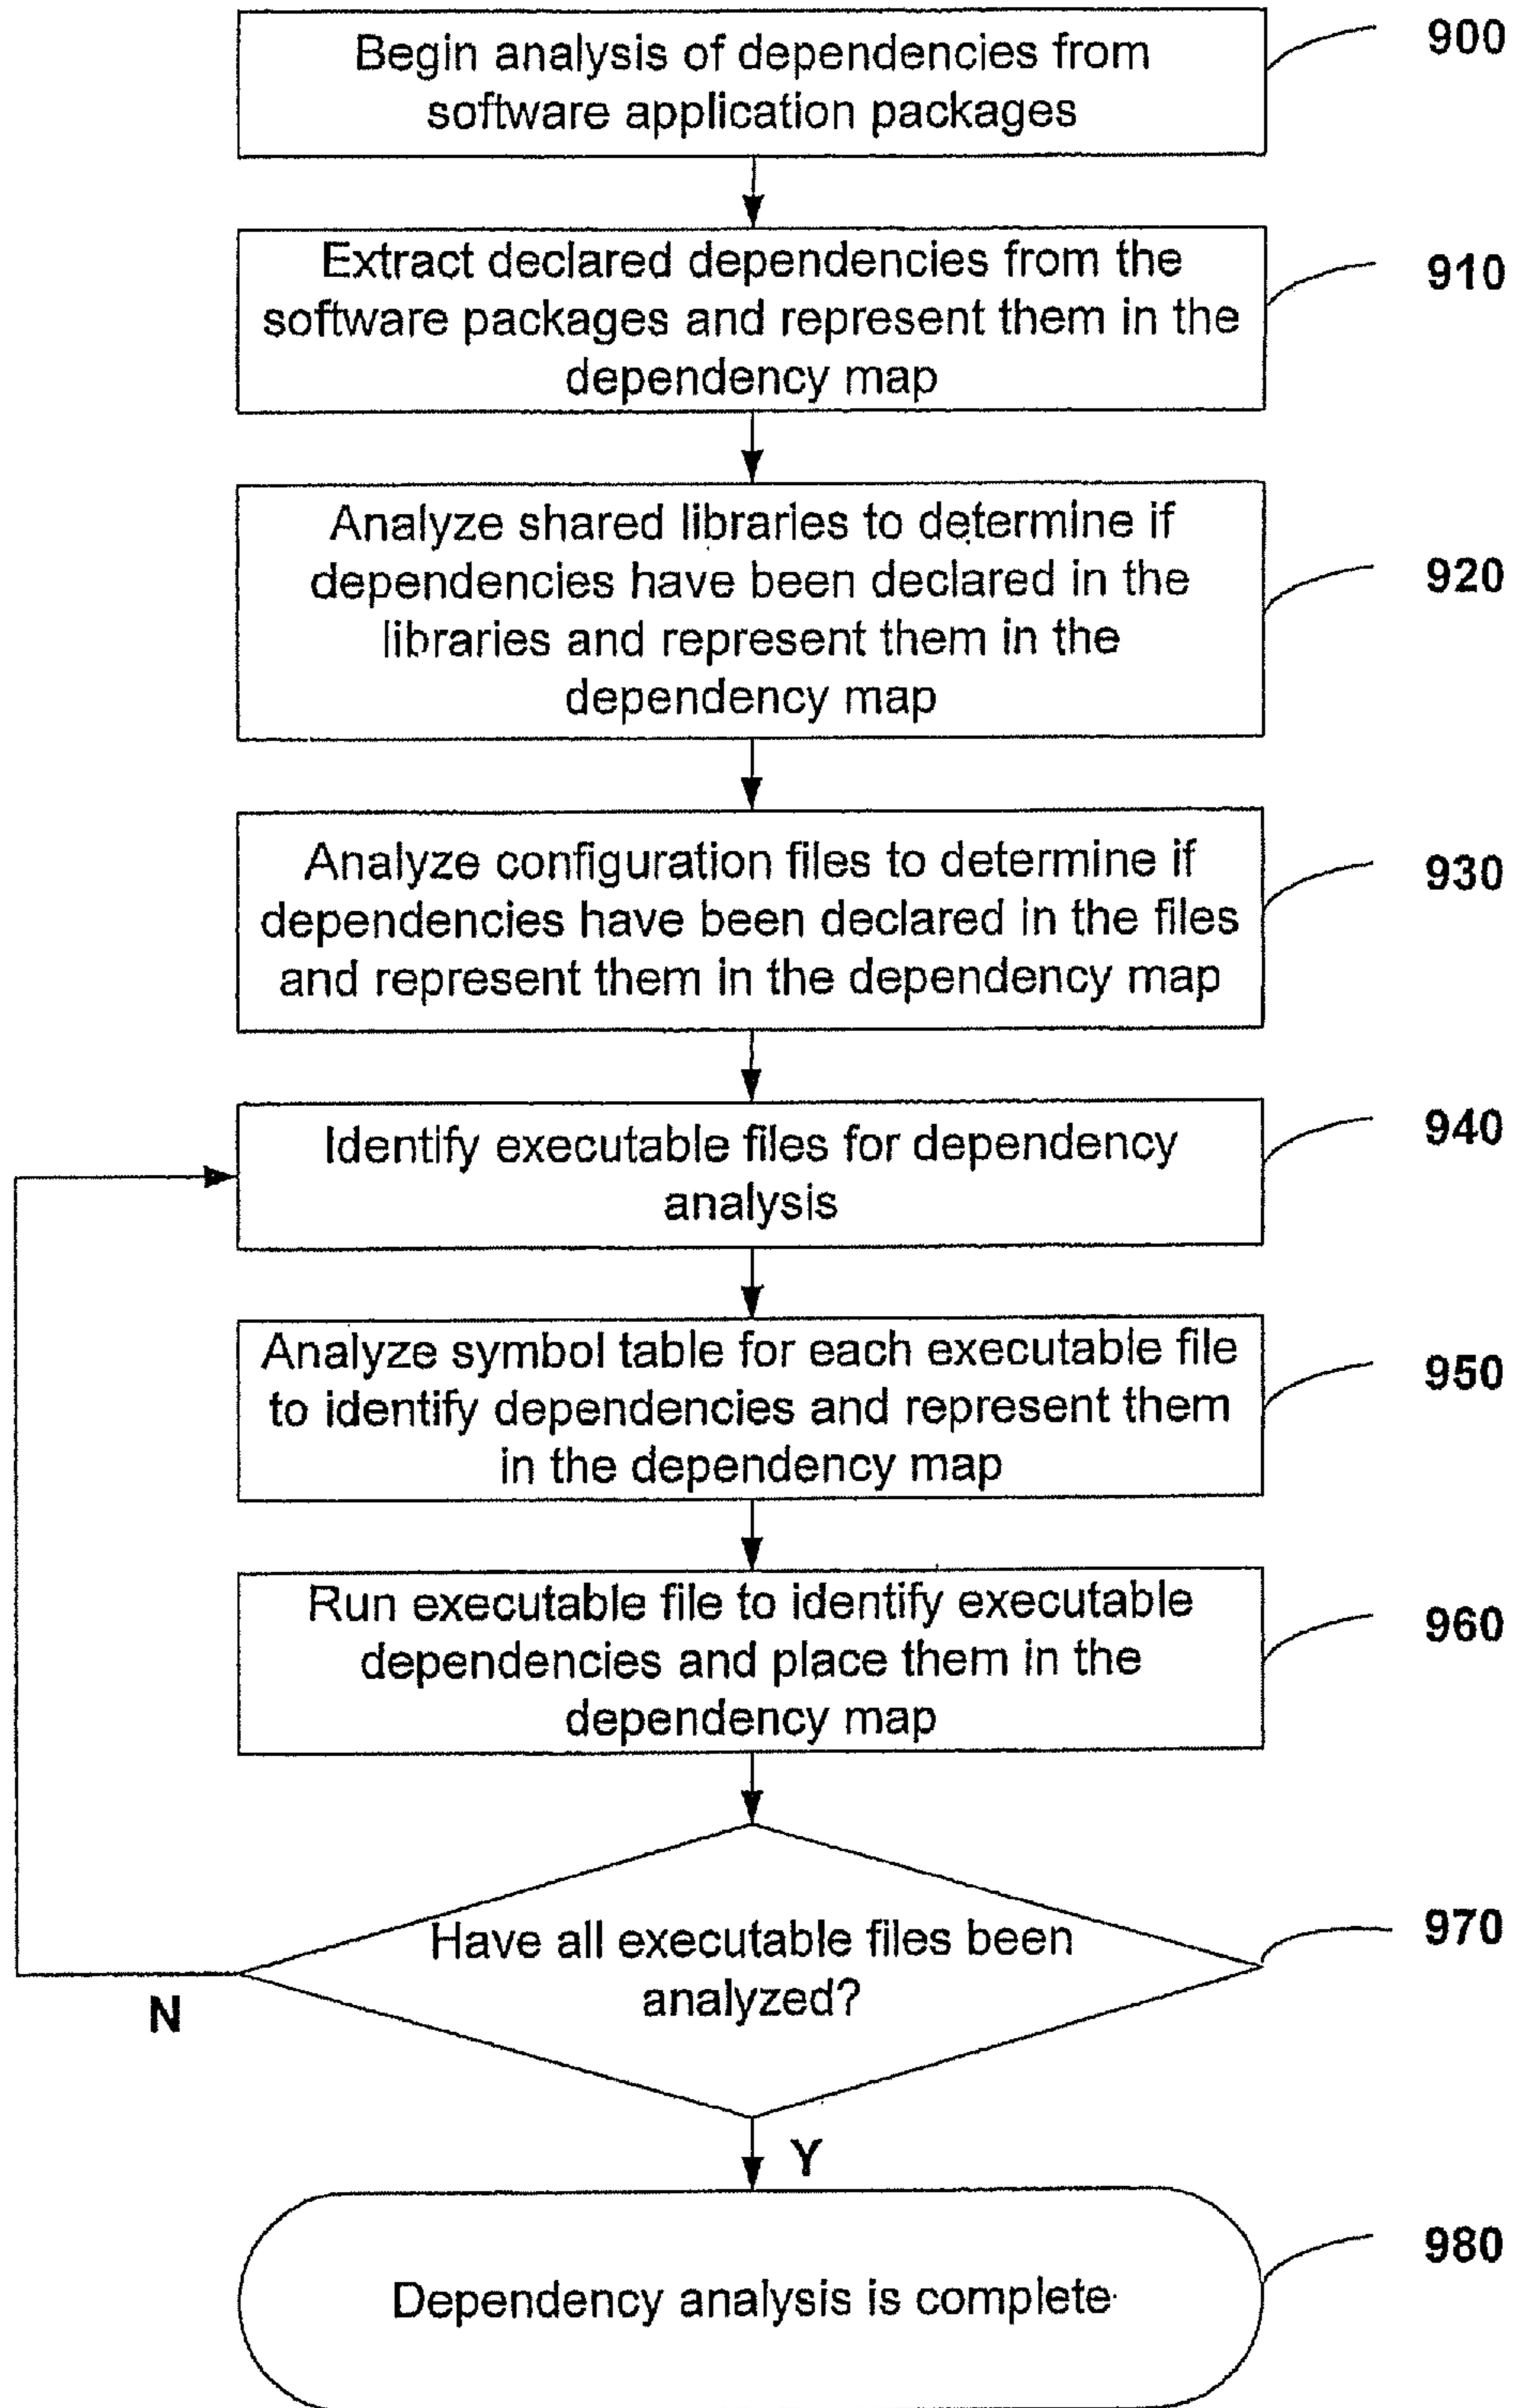 Begin analysis of dependencies from
software application packages
900
Extract declared dependencies from the
software packages and represent them in the
dependency map
910
Analyze shared libraries to determine if
dependencies have been declared in the
libraries and represent them in the
dependency map
920
Analyze configuration files to determine if
dependencies have been declared in the files
and represent them in the dependency map
930
Identify executable files for dependency
analysis
940
Analyze symbol table for each executable file
to identify dependencies and represent them
in the dependency map
950
Run executable file to identify executable
dependencies and place them in the
dependency map
960
Have all executable files been
analyzed?
970
N
Y
Dependency analysis is complete
980